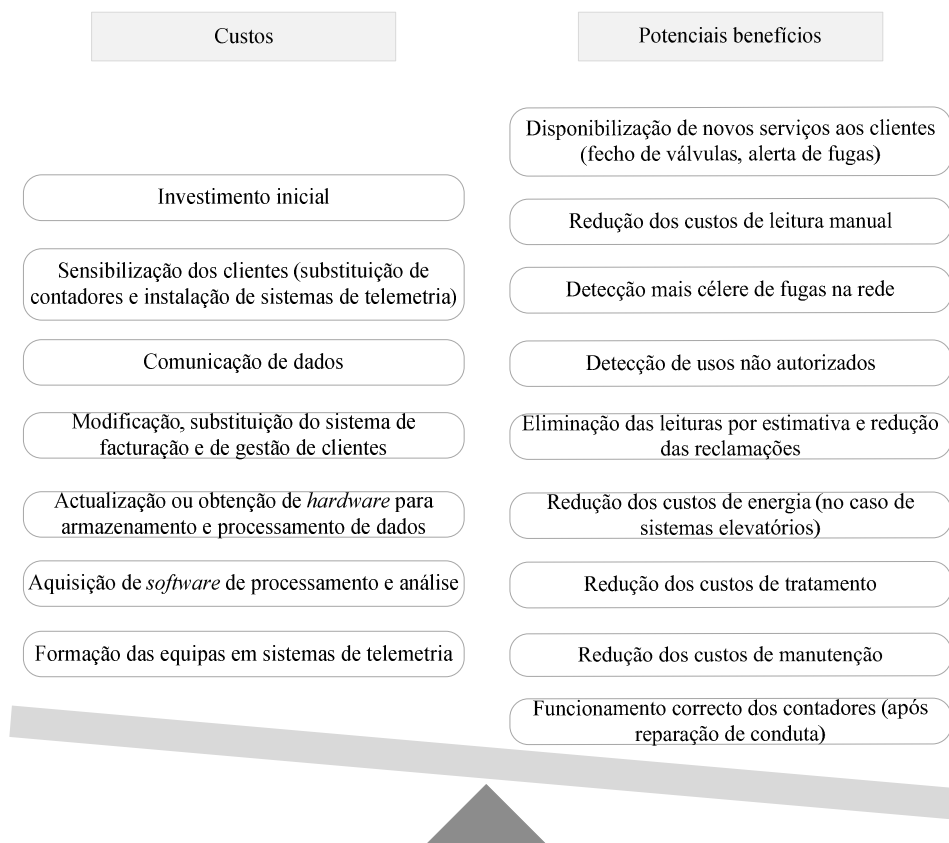 Custos
Investimento inicial
Sensibilização dos clientes (substituição de
contadores e instalação de sistemas de telemetria)
Comunicação de dados
Modificação, substituição do sistema de
facturação e de gestão de clientes
Actualização ou obtenção de hardware para
armazenamento e processamento de dados
Aquisição de software de processamento e análise
Formação das equipas em sistemas de telemetria
Potenciais benefícios
Disponibilização de novos serviços aos clientes
(fecho de válvulas, alerta de fugas)
Redução dos custos de leitura manual
Detecção mais célere de fugas na rede
Detecção de usos não autorizados
Eliminação das leituras por estimativa e redução
das reclamações
Redução dos custos de energia (no caso de
sistemas elevatórios)
Redução dos custos de tratamento
Redução dos custos de manutenção
Funcionamento correcto dos contadores (após
reparação de conduta)